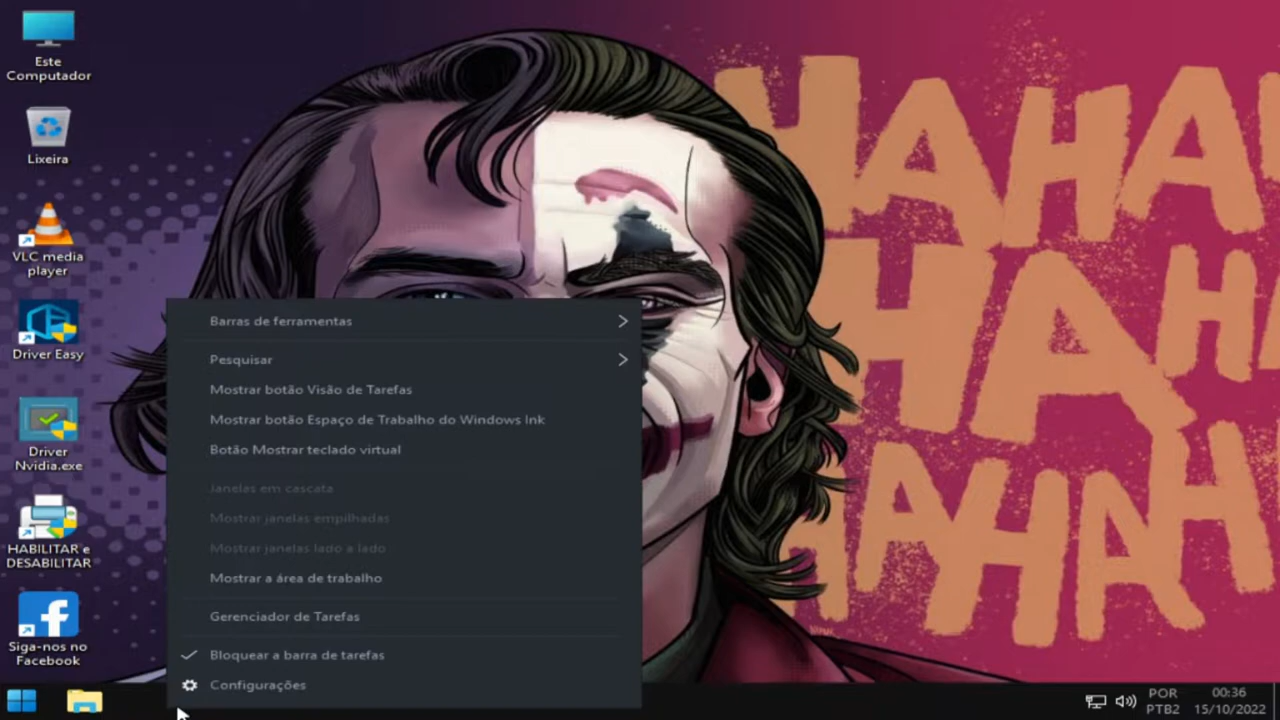 Este
Computador
Lixeira
VLC media
player
Driver Easy
Driver
Nvidia.exe
HABILITAR e
DESABILITAR
Siga-nos no
Facebook
Barras de ferramentas
Pesquisar
Mostrar botão Visão de Tarefas
Mostrar botão Espaço de Trabalho do Windows Ink
Botão Mostrar teclado virtual
Janelas em cascata
Mostrar janelas empilhadas
Mostrar janelas lado a lado
Mostrar a área de trabalho
Gerenciador de Tarefas
Bloquear a barra de tarefas
Configurações
HAHA
HAH
HAHAH
POR
PTB2
00:36
15/10/2022